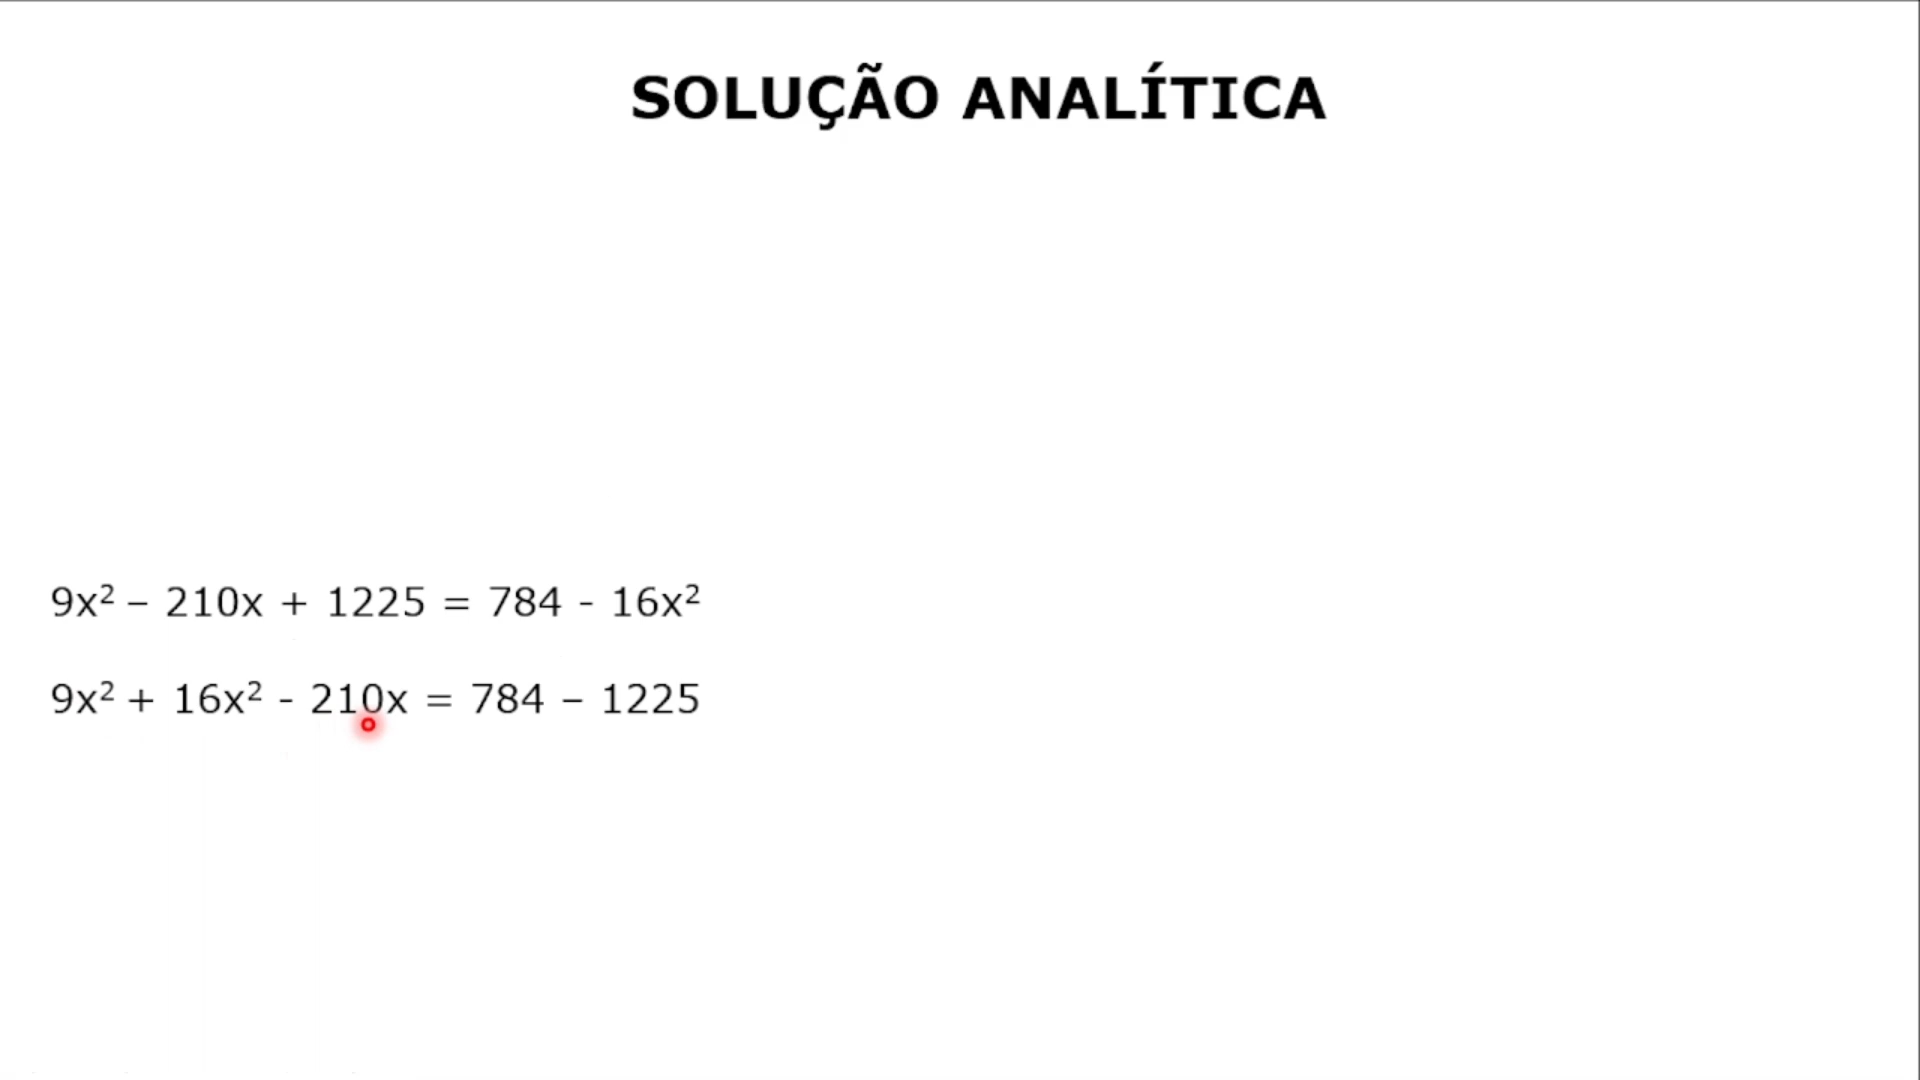 SOLUÇÃO ANALÍTICA
9x² – 210x + 1225 = 784 - 16x²
9x² + 16x² - 210x = 784 – 1225